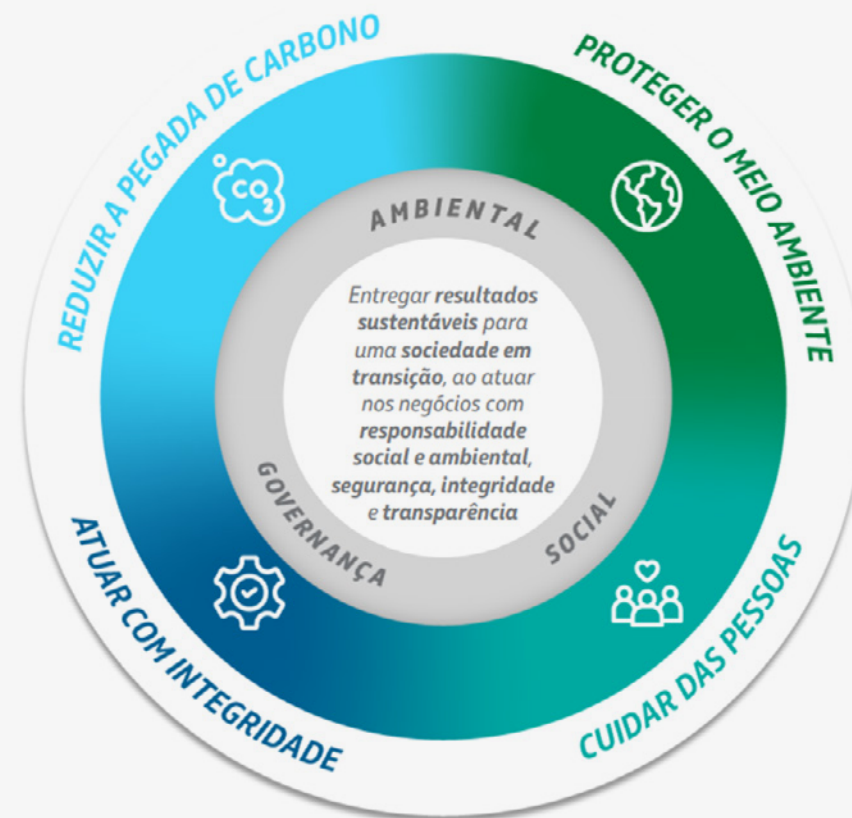 REDUZIR A PEGADA DE CARBONO
PROTEGER O MEIO AMBIENTE
CO2
AMBIENTAL
Entregar resultados
sustentáveis para
uma sociedade em
transição, ao atuar
nos negócios com
responsabilidade
social e ambiental,
segurança, integridade
e transparência
GOVERNANÇA
SOCIAL
ATUAR COM INTEGRIDADE
CUIDAR DAS PESSOAS